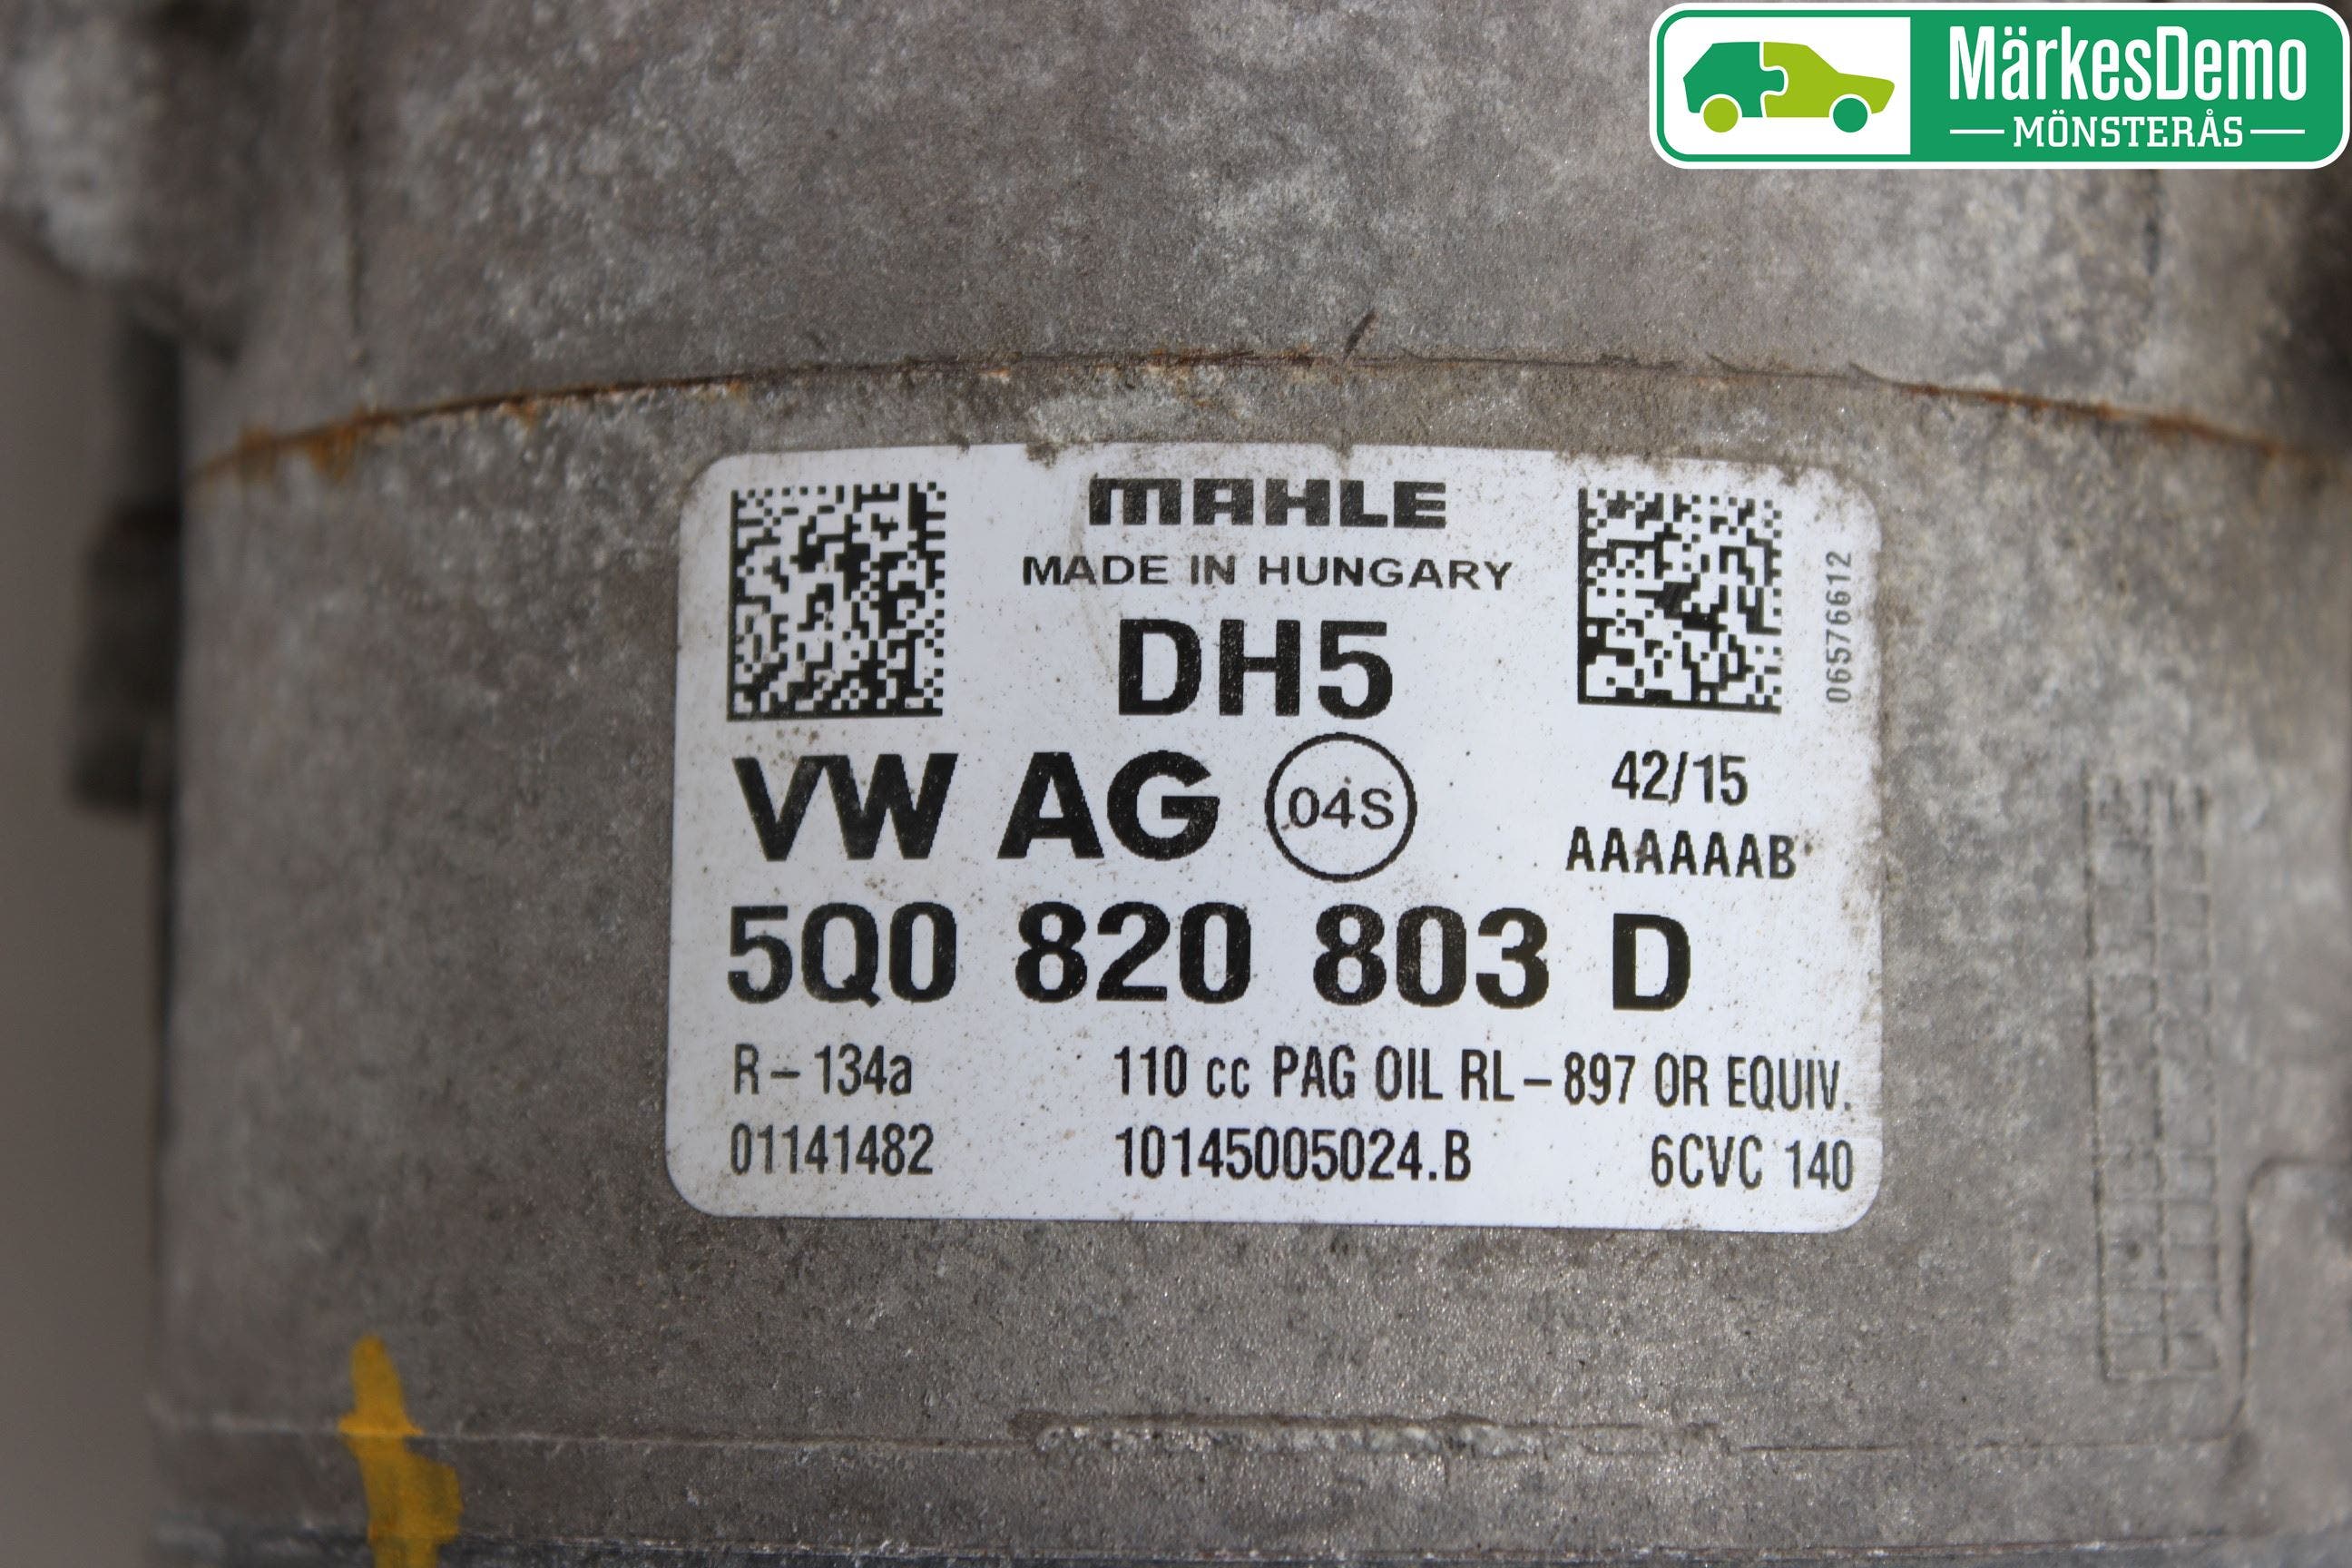 MärkesDemo
MÖNSTERÅS
MAHLE
MADE IN HUNGARY
DH5
06576612
VW AG 04S
42/15
AAAAAAB
5Q0 820 803 D
R-134a 110 cc PAG OIL RL-897 OR EQUIV.
01141482 10145005024.B 6CVC 140